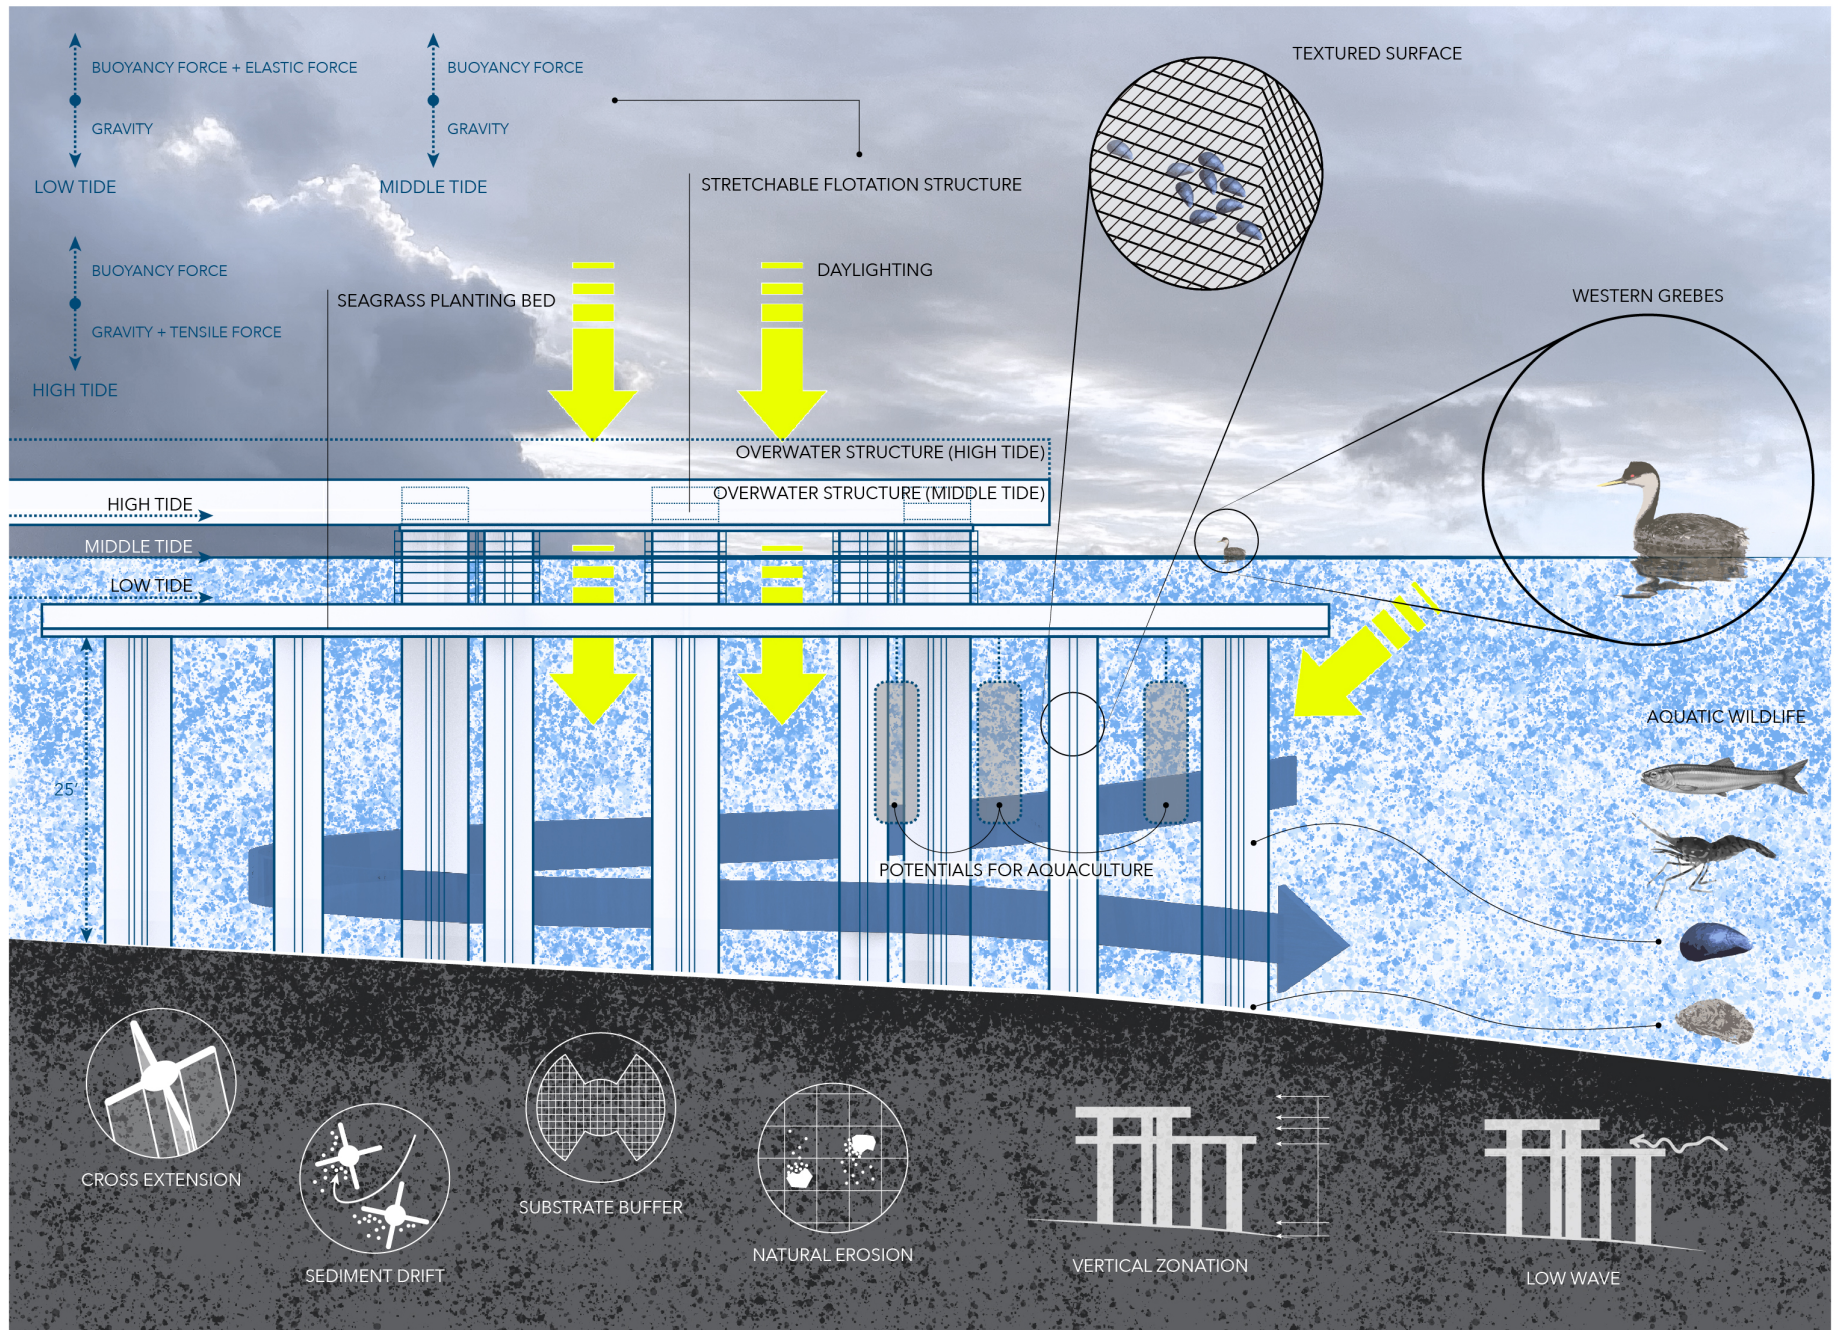 BUOYANCY FORCE + ELASTIC FORCE
GRAVITY
LOW TIDE
BUOYANCY FORCE
GRAVITY
MIDDLE TIDE
BUOYANCY FORCE
GRAVITY + TENSILE FORCE
HIGH TIDE
TEXTURED SURFACE
STRETCHABLE FLOTATION STRUCTURE
DAYLIGHTING
SEAGRASS PLANTING BED
WESTERN GREBES
OVERWATER STRUCTURE (HIGH TIDE)
OVERWATER STRUCTURE (MIDDLE TIDE)
HIGH TIDE
MIDDLE TIDE
LOW TIDE
25'
AQUATIC WILDLIFE
POTENTIALS FOR AQUACULTURE
CROSS EXTENSION
SEDIMENT DRIFT
SUBSTRATE BUFFER
NATURAL EROSION
VERTICAL ZONATION
LOW WAVE